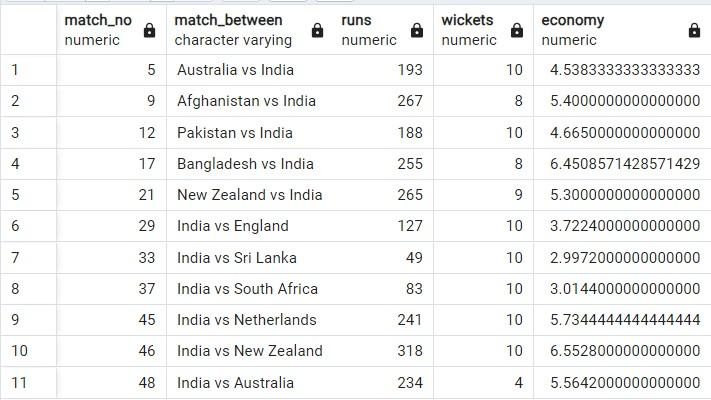 match_no match_between runs wickets economy
numeric character varying numeric numeric numeric
1 5 Australia vs India 193 10 4.5383333333333333
2 9 Afghanistan vs India 267 8 5.4000000000000000
3 12 Pakistan vs India 188 10 4.6650000000000000
4 17 Bangladesh vs India 255 8 6.4508571428571429
5 21 New Zealand vs India 265 9 5.3000000000000000
6 29 India vs England 127 10 3.7224000000000000
7 33 India vs Sri Lanka 49 10 2.9972000000000000
8 37 India vs South Africa 83 10 3.0144000000000000
9 45 India vs Netherlands 241 10 5.7344444444444444
10 46 India vs New Zealand 318 10 6.5528000000000000
11 48 India vs Australia 234 4 5.5642000000000000